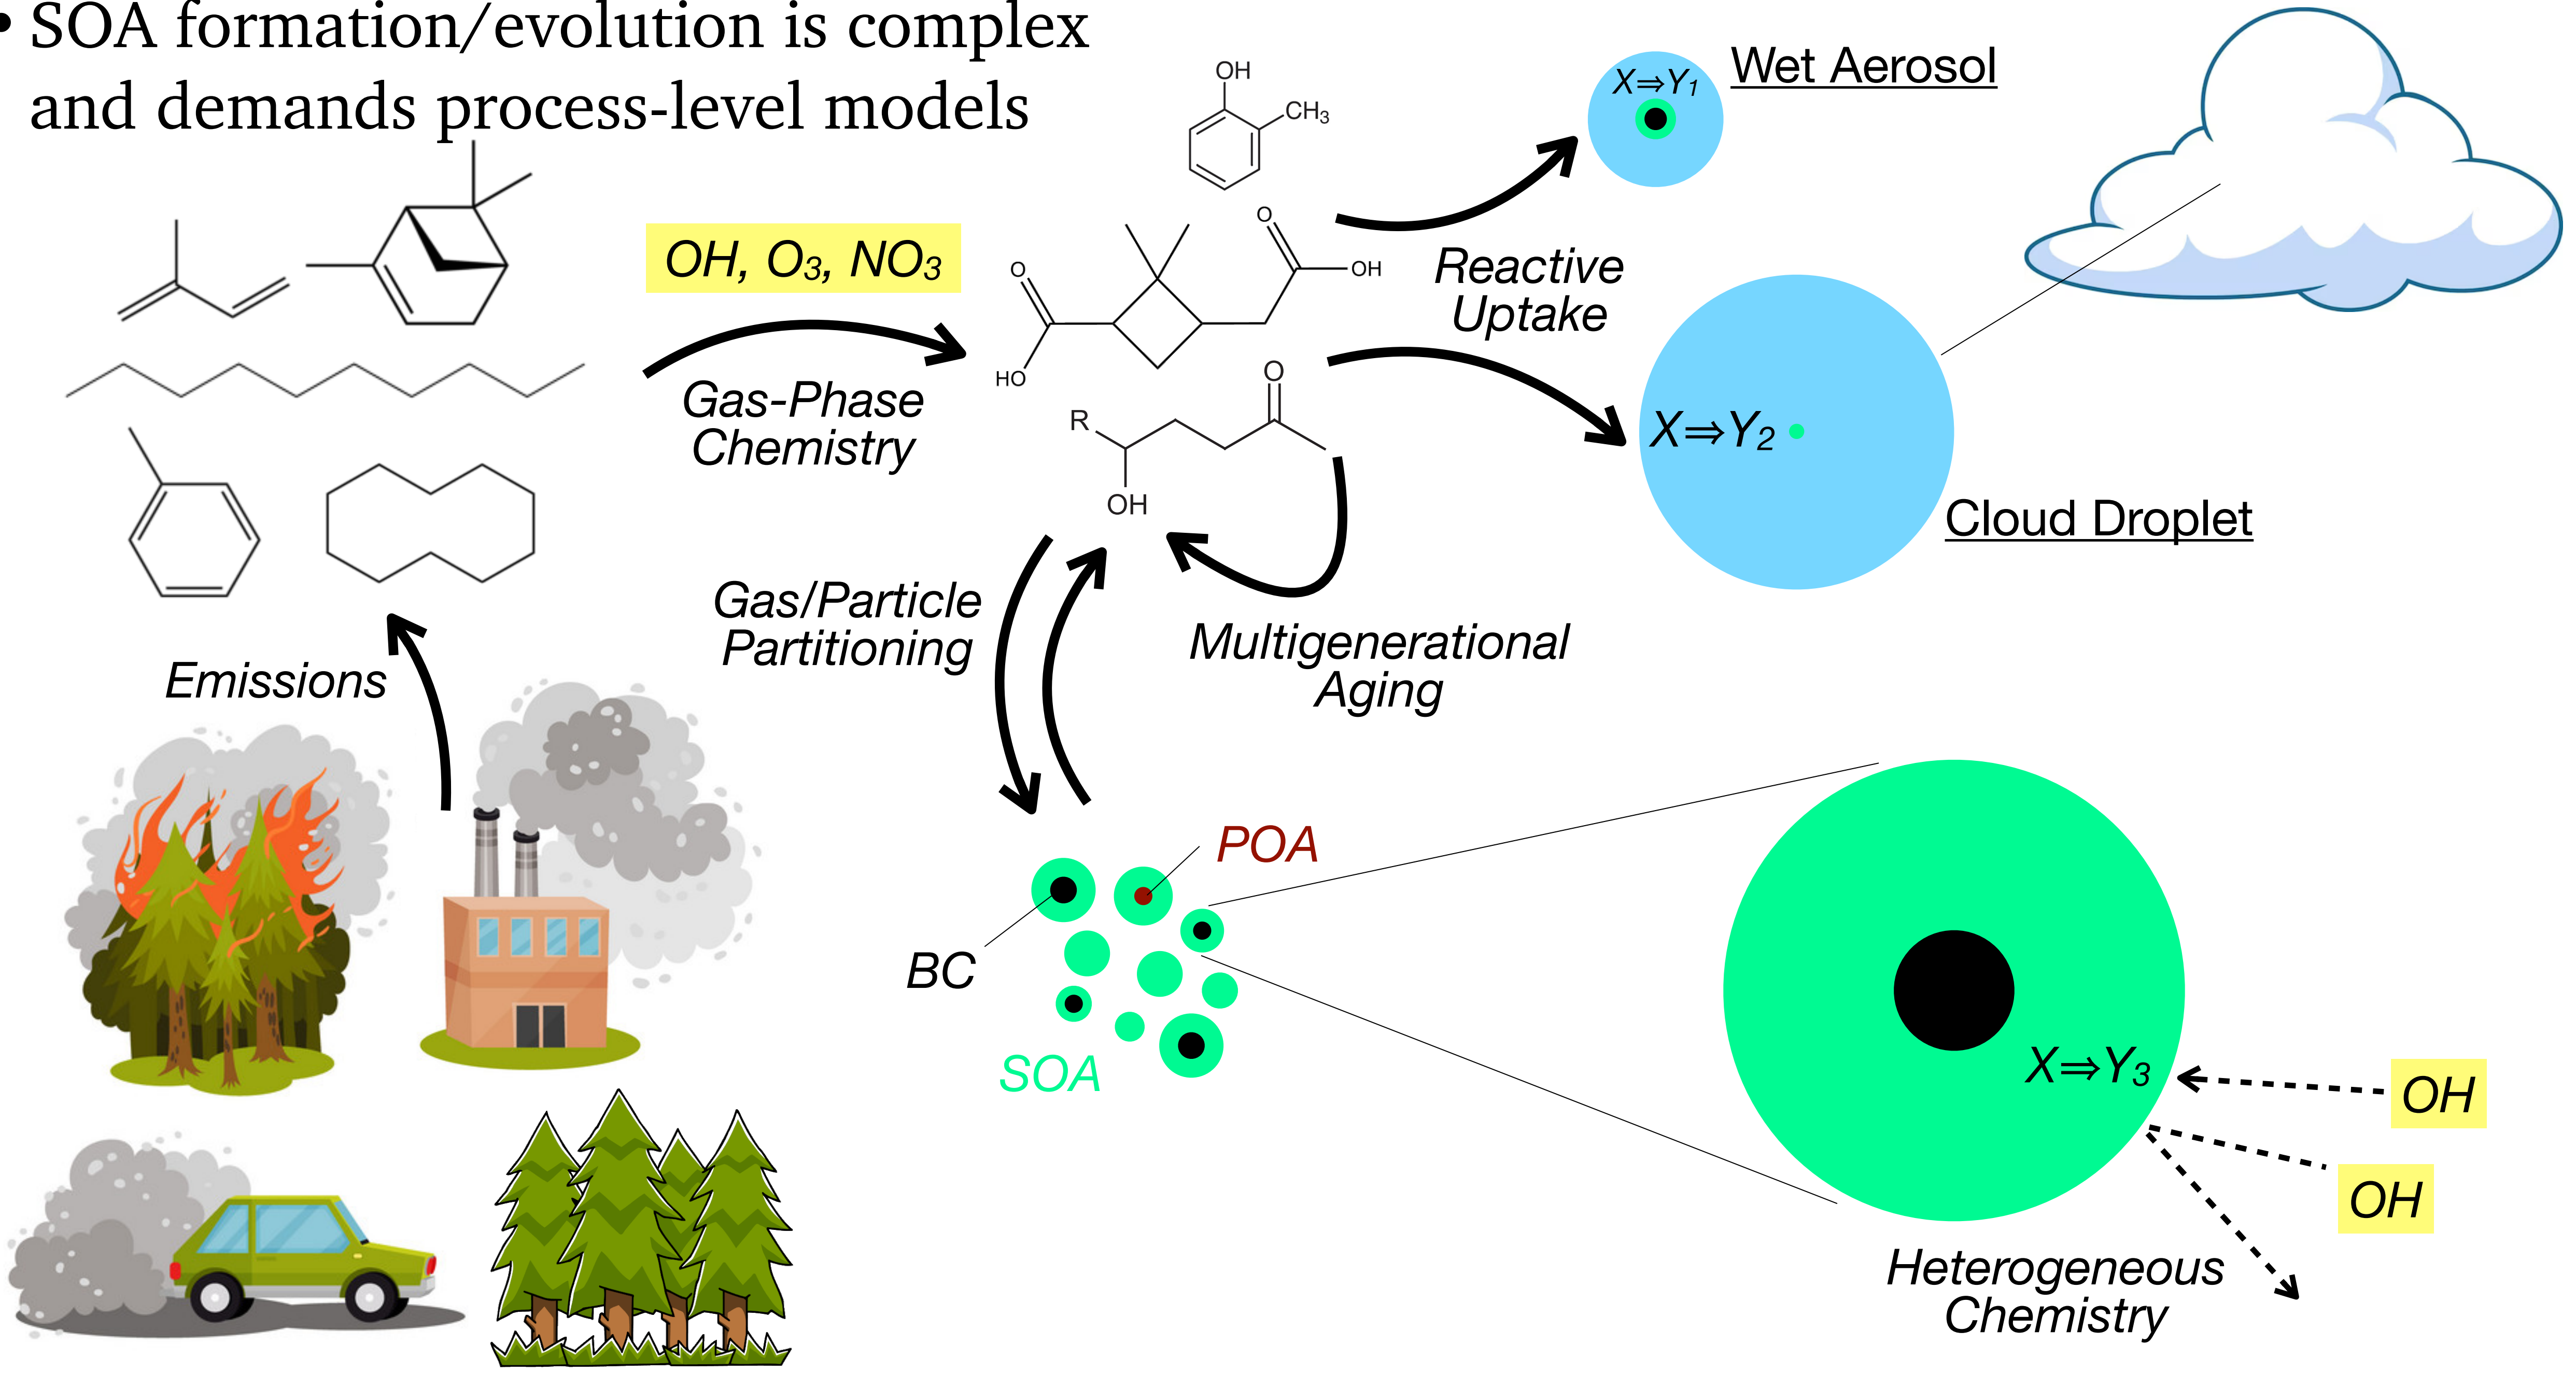 • SOA formation/evolution is complex
and demands process-level models
OH
CH₃
X⇒Y₁
Wet Aerosol
OH, O₃, NO₃
Gas-Phase
Chemistry
O
OH
O
HO
Reactive
Uptake
O
R
OH
X⇒Y₂
Cloud Droplet
Gas/Particle
Partitioning
Multigenerational
Aging
Emissions
POA
BC
SOA
X⇒Y₃
OH
OH
Heterogeneous
Chemistry